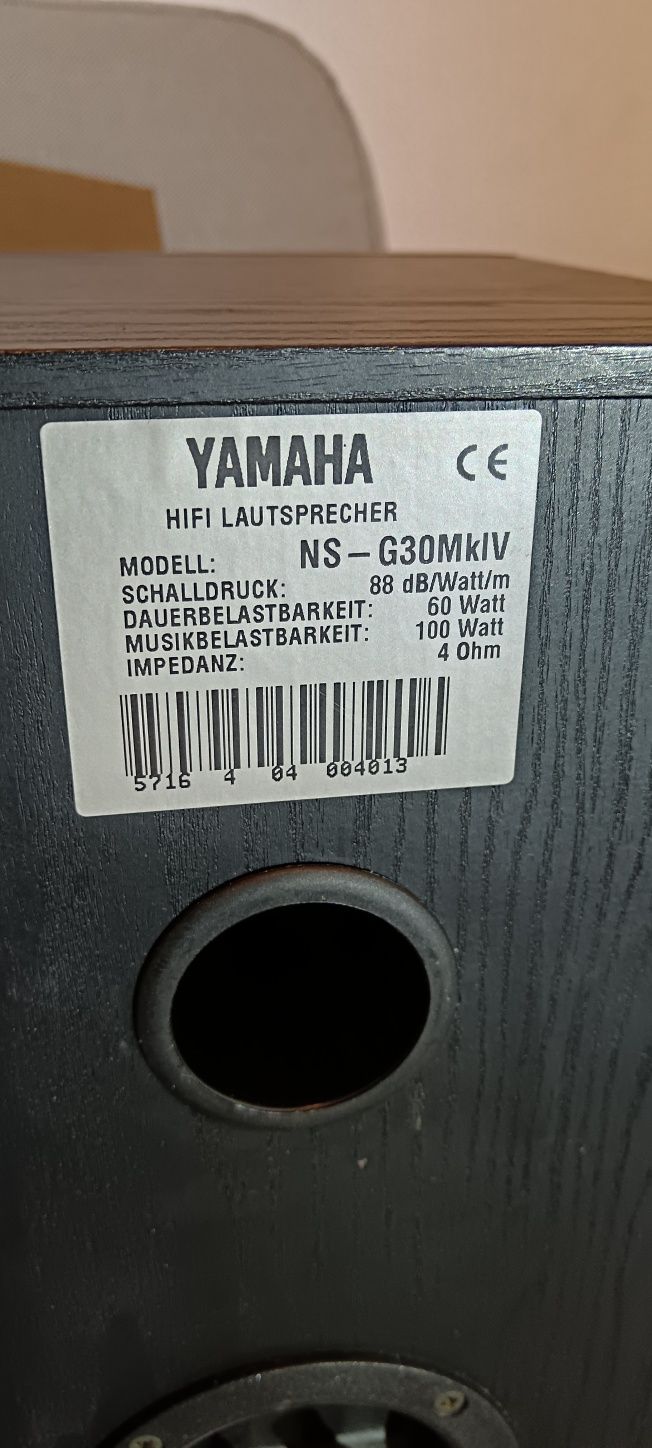 YAMAHA CE
HIFI LAUTSPRECHER
MODELL: NS-G30MkIV
SCHALLDRUCK: 88 dB/Watt/m
DAUERBELASTBARKEIT: 60 Watt
MUSIKBELASTBARKEIT: 100 Watt
IMPEDANZ: 4 Ohm
5716 4 04 004013